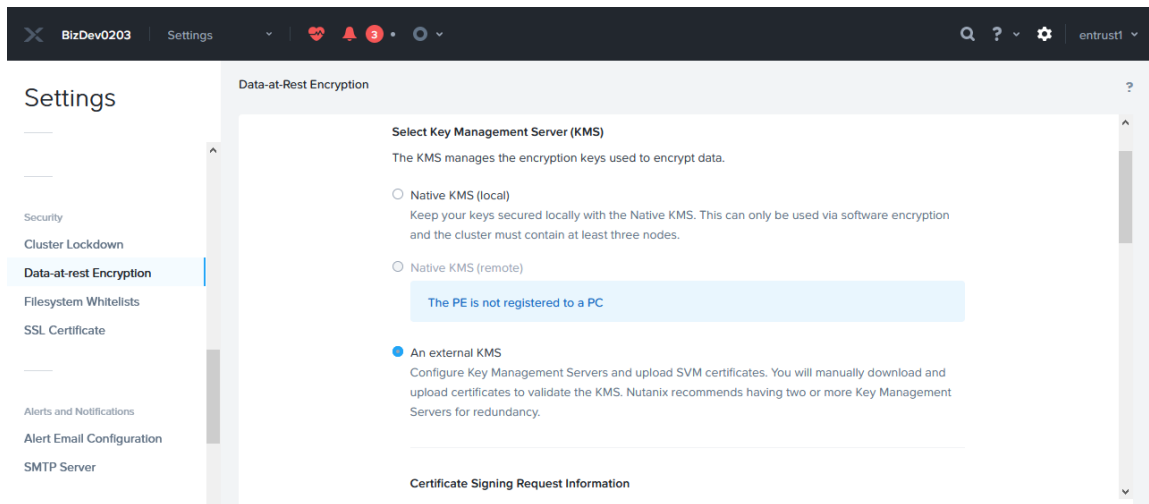 BizDev0203
Settings
3
?
entrust1
Settings
Data-at-Rest Encryption
?
Security
Cluster Lockdown
Data-at-rest Encryption
Filesystem Whitelists
SSL Certificate
Alerts and Notifications
Alert Email Configuration
SMTP Server
Select Key Management Server (KMS)
The KMS manages the encryption keys used to encrypt data.
Native KMS (local)
Keep your keys secured locally with the Native KMS. This can only be used via software encryption
and the cluster must contain at least three nodes.
Native KMS (remote)
The PE is not registered to a PC
An external KMS
Configure Key Management Servers and upload SVM certificates. You will manually download and
upload certificates to validate the KMS. Nutanix recommends having two or more Key Management
Servers for redundancy.
Certificate Signing Request Information